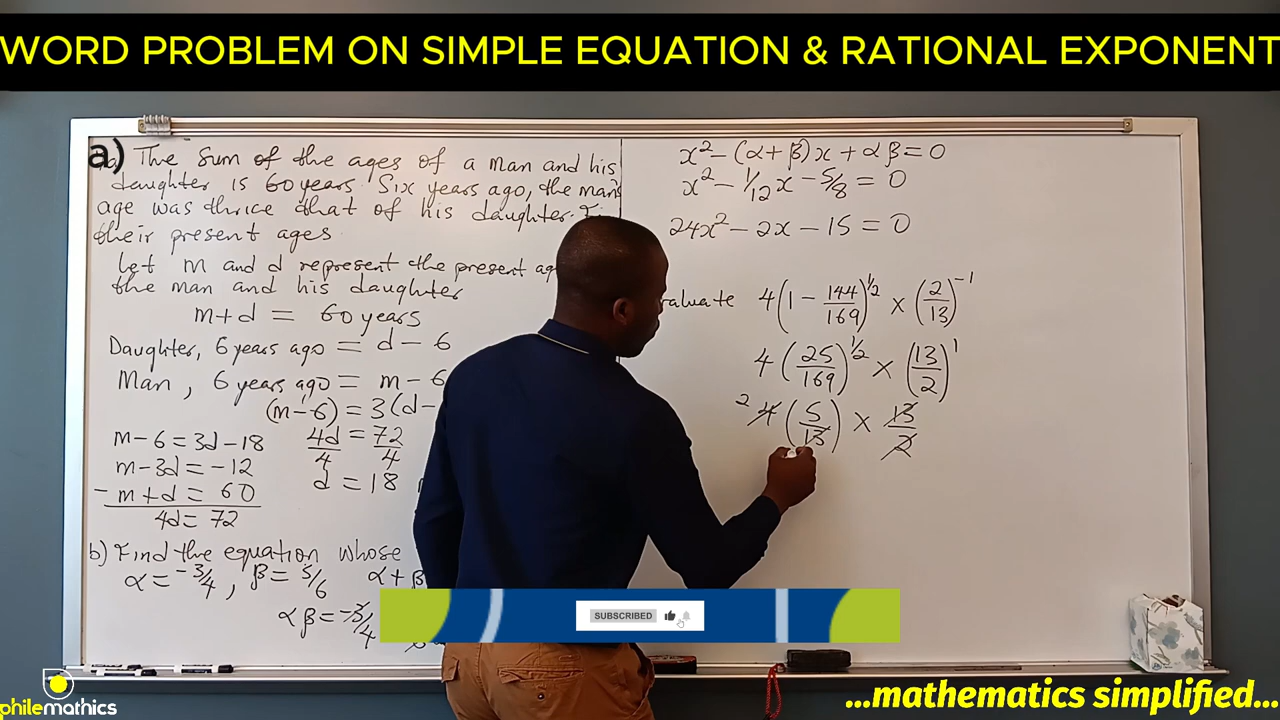 WORD PROBLEM ON SIMPLE EQUATION & RATIONAL EXPONENT
a) The Sum of the ages of a man and his
daughter is 60 years. Six years ago, the man's
age was thrice that of his daughter.
their present ages
Let m and d represent the present
the man and his daughter
m+d = 60 years
Daughter, 6 years ago = d - 6
Man, 6 years ago = m - 6
(m-6) = 3(d-
m-6 = 3d-18
m-3d = -12
- m+d = 60
4d = 72
4d/4 = 72/4
d = 18
b) Find the equation whose
α = -3/4, β = 5/6 α + β
αβ = -3/4
x² - (α+β)x + αβ = 0
x² - 1/12x - 5/8 = 0
24x² - 2x - 15 = 0
4(1 - 144/169)^1/2 × (2/13)^-1
4(25/169)^1/2 × (13/2)^1
2 4(5/13) × 13/2
SUBSCRIBED
philemathics
...mathematics simplified...